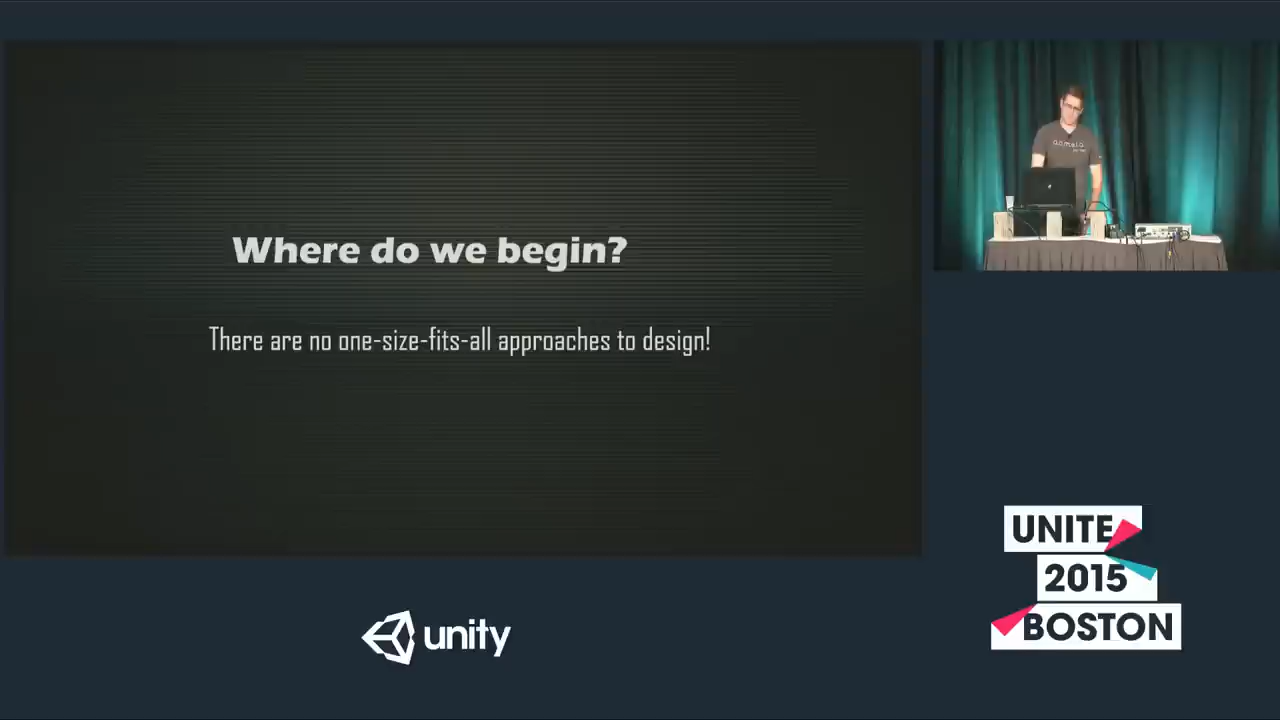 Where do we begin?
There are no one-size-fits-all approaches to design!
unity
UNITE
2015
BOSTON